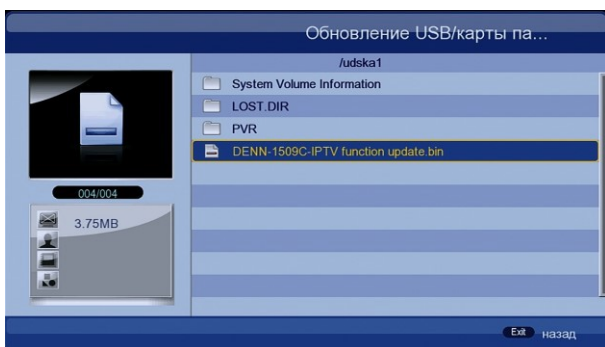 Обновление USB/карты па...
/udska1
System Volume Information
LOST.DIR
PVR
DENN-1509C-IPTV function update.bin
004/004
3.75MB
Exit назад